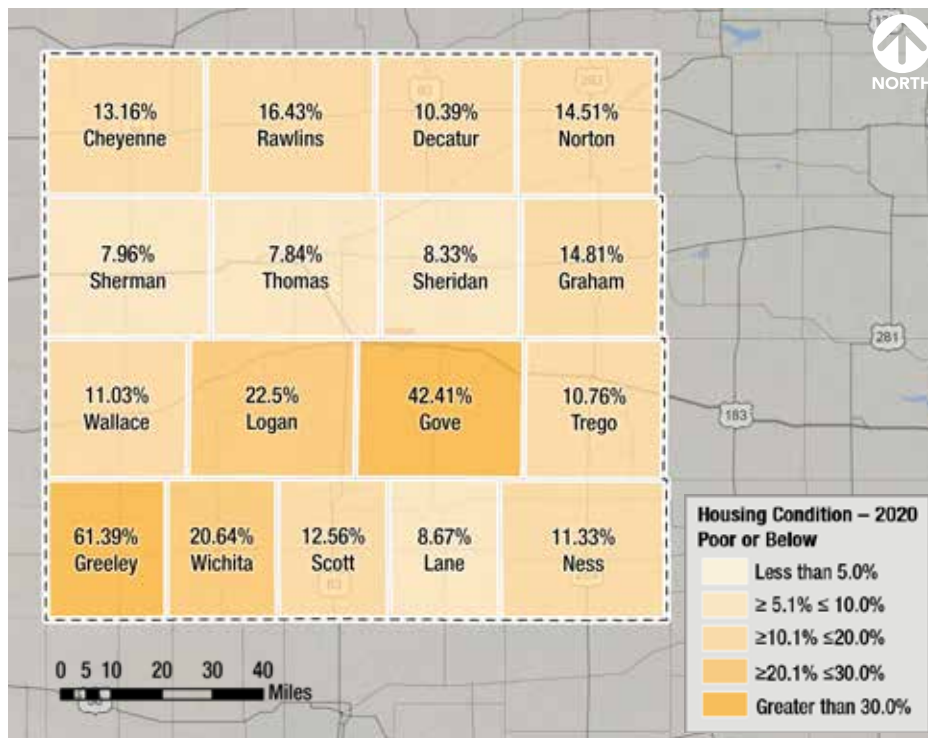 NORTH
13.16%
Cheyenne
16.43%
Rawlins
10.39%
Decatur
14.51%
Norton
7.96%
Sherman
7.84%
Thomas
8.33%
Sheridan
14.81%
Graham
11.03%
Wallace
22.5%
Logan
42.41%
Gove
10.76%
Trego
61.39%
Greeley
20.64%
Wichita
12.56%
Scott
8.67%
Lane
11.33%
Ness
281
183
83
283
83
Housing Condition – 2020
Poor or Below
Less than 5.0%
≥ 5.1% ≤ 10.0%
≥10.1% ≤20.0%
≥20.1% ≤30.0%
Greater than 30.0%
0 5 10 20 30 40
Miles